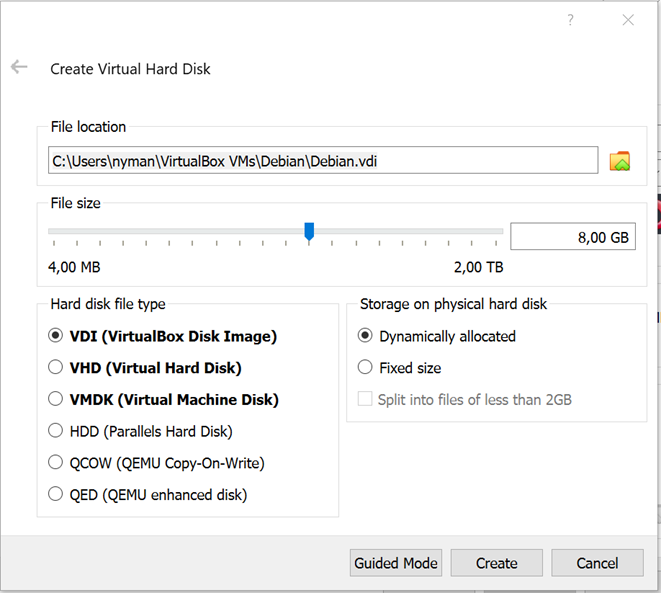 ?
Create Virtual Hard Disk
File location
C:\Users\nyman\VirtualBox VMs\Debian\Debian.vdi
File size
8,00 GB
4,00 MB 2,00 TB
Hard disk file type
VDI (VirtualBox Disk Image)
VHD (Virtual Hard Disk)
VMDK (Virtual Machine Disk)
HDD (Parallels Hard Disk)
QCOW (QEMU Copy-On-Write)
QED (QEMU enhanced disk)
Storage on physical hard disk
Dynamically allocated
Fixed size
Split into files of less than 2GB
Guided Mode Create Cancel